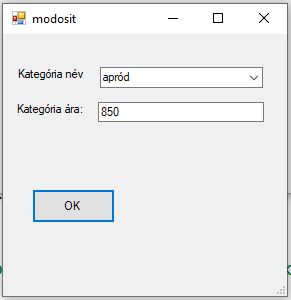 modosit
Kategória név
apród
Kategória ára:
850
OK